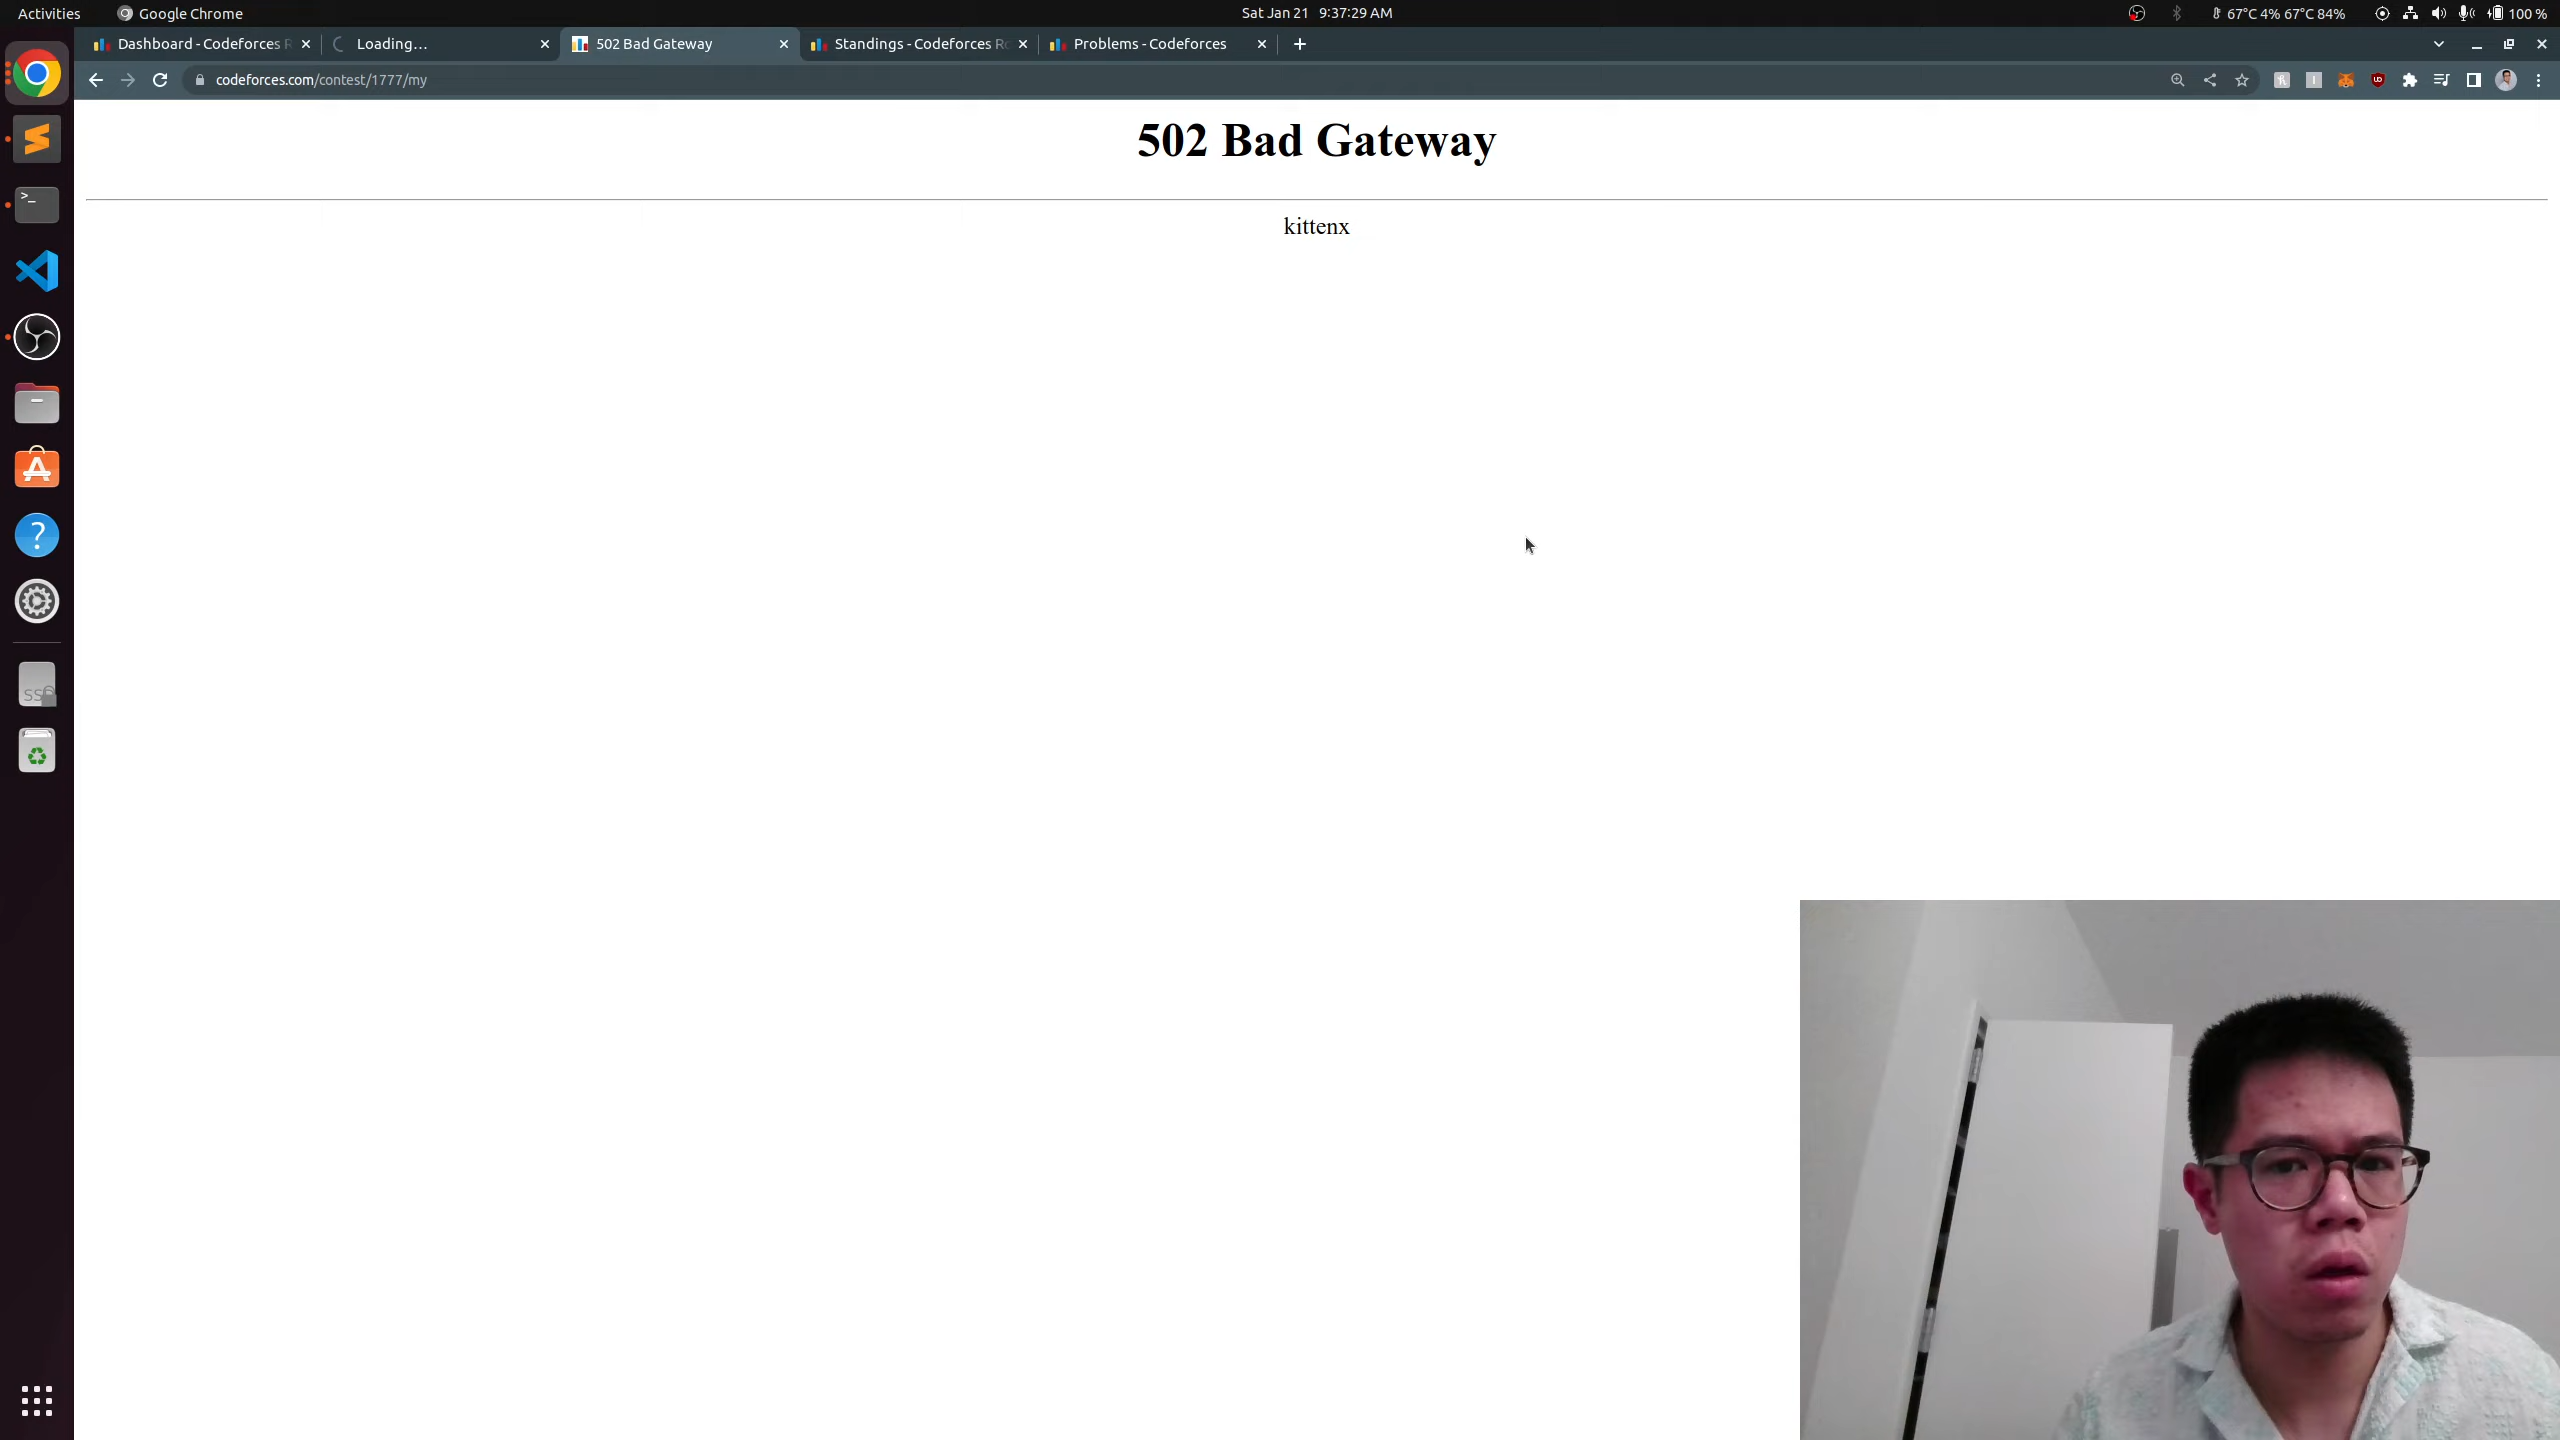 Activities
Google Chrome
Sat Jan 21 9:37:29 AM
67°C 4% 67°C 84%
100 %
Dashboard - Codeforces R
Loading…
502 Bad Gateway
Standings - Codeforces Ro
Problems - Codeforces
codeforces.com/contest/1777/my
502 Bad Gateway
kittenx